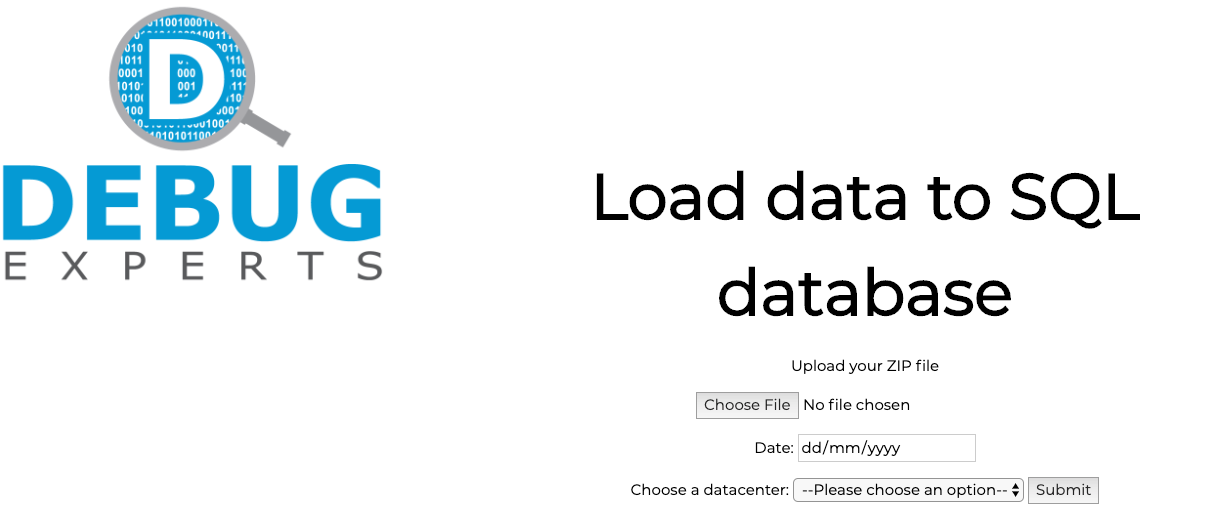 D
DEBUG
EXPERTS
Load data to SQL
database
Upload your ZIP file
Choose File No file chosen
Date: dd/mm/yyyy
Choose a datacenter: --Please choose an option-- Submit